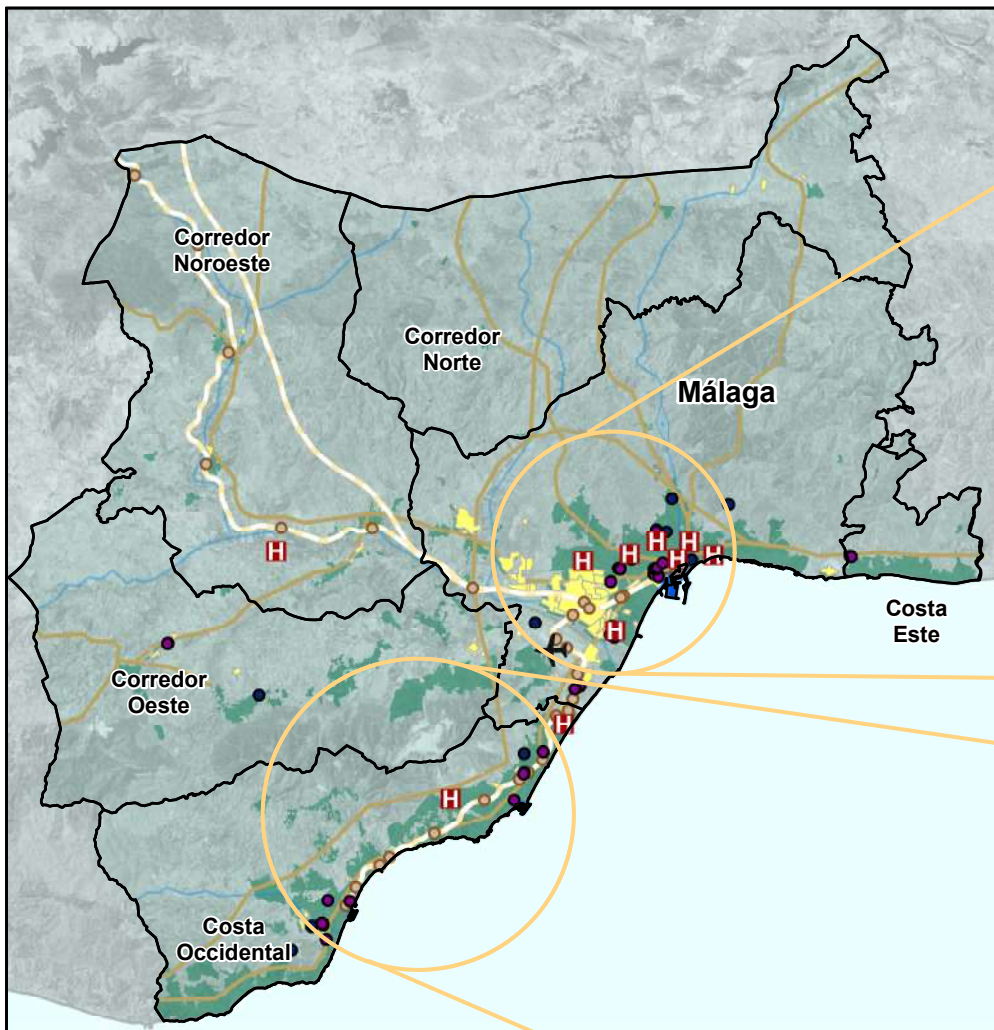 Corredor
Noroeste
Corredor
Norte
Málaga
H
H
H
H
H
H
H
H
Costa
Este
H
Corredor
Oeste
H
H
Costa
Occidental